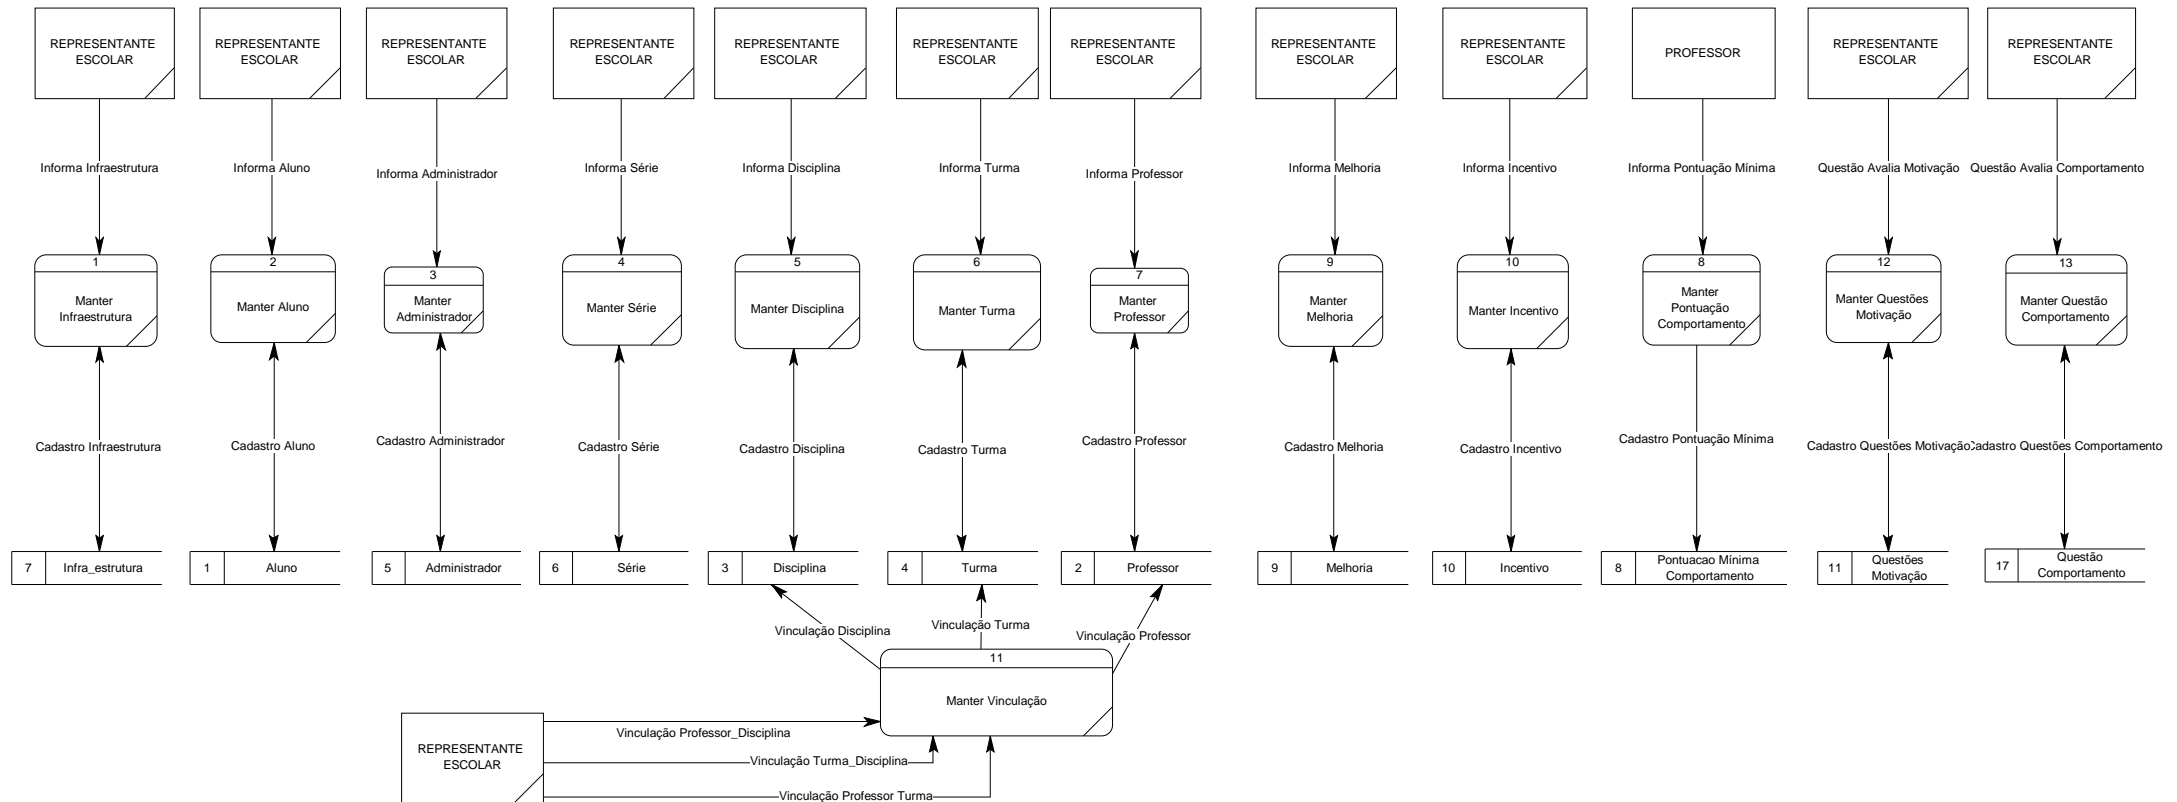 REPRESENTANTE
ESCOLAR
REPRESENTANTE
ESCOLAR
REPRESENTANTE
ESCOLAR
REPRESENTANTE
ESCOLAR
REPRESENTANTE
ESCOLAR
REPRESENTANTE
ESCOLAR
REPRESENTANTE
ESCOLAR
REPRESENTANTE
ESCOLAR
REPRESENTANTE
ESCOLAR
PROFESSOR
REPRESENTANTE
ESCOLAR
REPRESENTANTE
ESCOLAR
Informa Infraestrutura
Informa Aluno
Informa Administrador
Informa Série
Informa Disciplina
Informa Turma
Informa Professor
Informa Melhoria
Informa Incentivo
Informa Pontuação Mínima
Questão Avalia Motivação
Questão Avalia Comportamento
1
Manter
Infraestrutura
2
Manter Aluno
3
Manter
Administrador
4
Manter Série
5
Manter Disciplina
6
Manter Turma
7
Manter
Professor
9
Manter
Melhoria
10
Manter Incentivo
8
Manter
Pontuação
Comportamento
12
Manter Questões
Motivação
13
Manter Questão
Comportamento
Cadastro Infraestrutura
Cadastro Aluno
Cadastro Administrador
Cadastro Série
Cadastro Disciplina
Cadastro Turma
Cadastro Professor
Cadastro Melhoria
Cadastro Incentivo
Cadastro Pontuação Mínima
Cadastro Questões Motivação
Cadastro Questões Comportamento
7 Infra_estrutura
1 Aluno
5 Administrador
6 Série
3 Disciplina
4 Turma
2 Professor
9 Melhoria
10 Incentivo
8 Pontuacao Mínima
Comportamento
11 Questões
Motivação
17 Questão
Comportamento
Vinculação Disciplina
Vinculação Turma
Vinculação Professor
11
Manter Vinculação
REPRESENTANTE
ESCOLAR
Vinculação Professor_Disciplina
Vinculação Turma_Disciplina
Vinculação Professor Turma